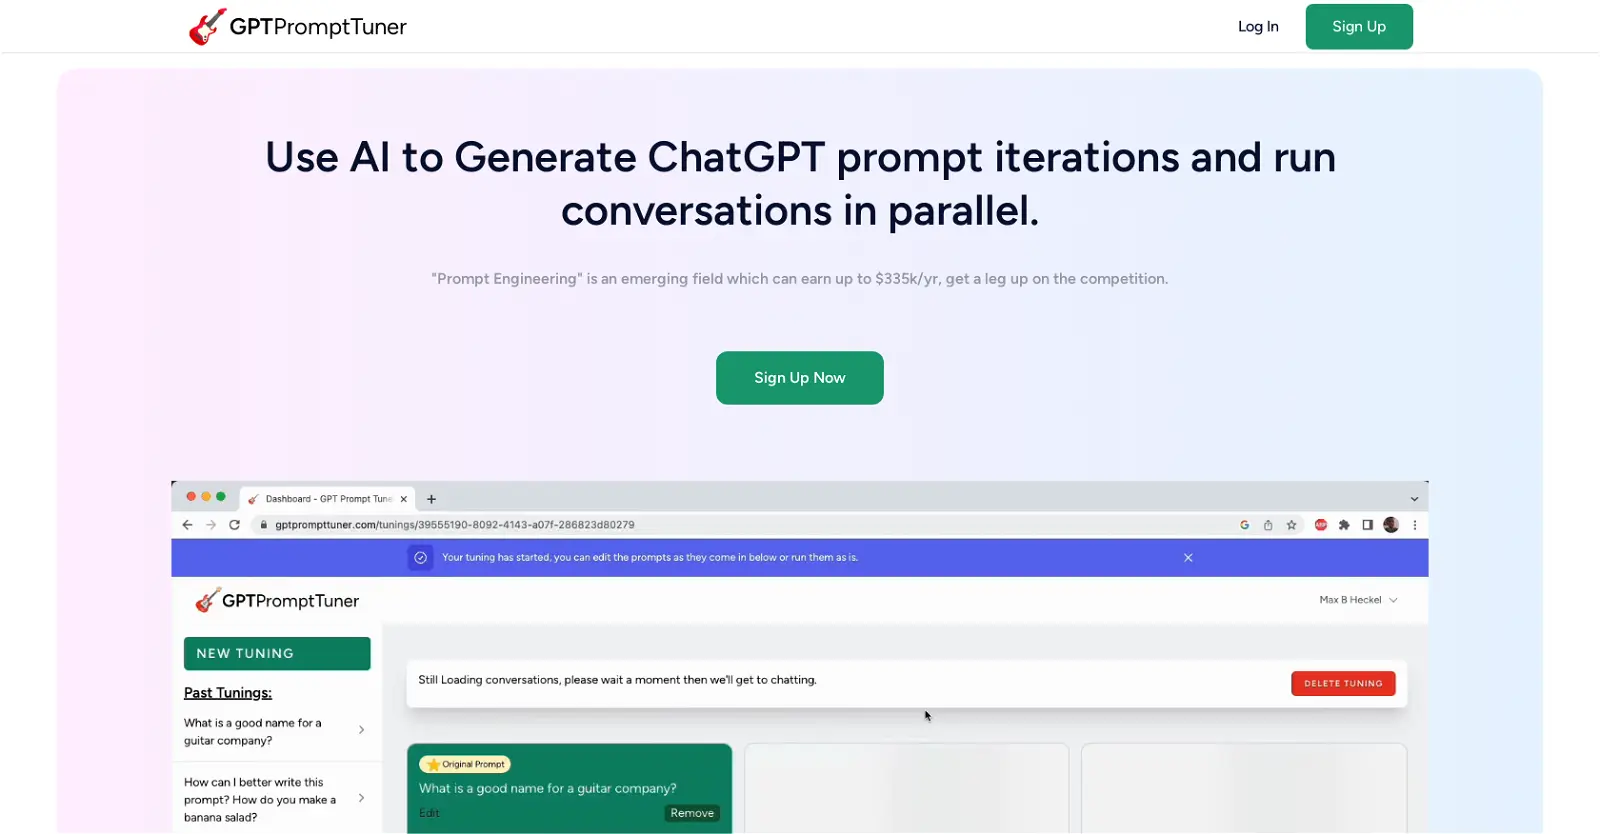 GPTPromptTuner
Log In
Sign Up
Use AI to Generate ChatGPT prompt iterations and run
conversations in parallel.
"Prompt Engineering" is an emerging field which can earn up to $335k/yr, get a leg up on the competition.
Sign Up Now
Dashboard - GPT Prompt Tune
gptprompttuner.com/tunings/39555190-8092-4143-a07f-286823d80279
Your tuning has started, you can edit the prompts as they come in below or run them as is.
GPTPromptTuner
Max B Heckel
NEW TUNING
Past Tunings:
What is a good name for a
guitar company?
How can I better write this
prompt? How do you make a
banana salad?
Still Loading conversations, please wait a moment then we'll get to chatting.
DELETE TUNING
Original Prompt
What is a good name for a guitar company?
Edit
Remove